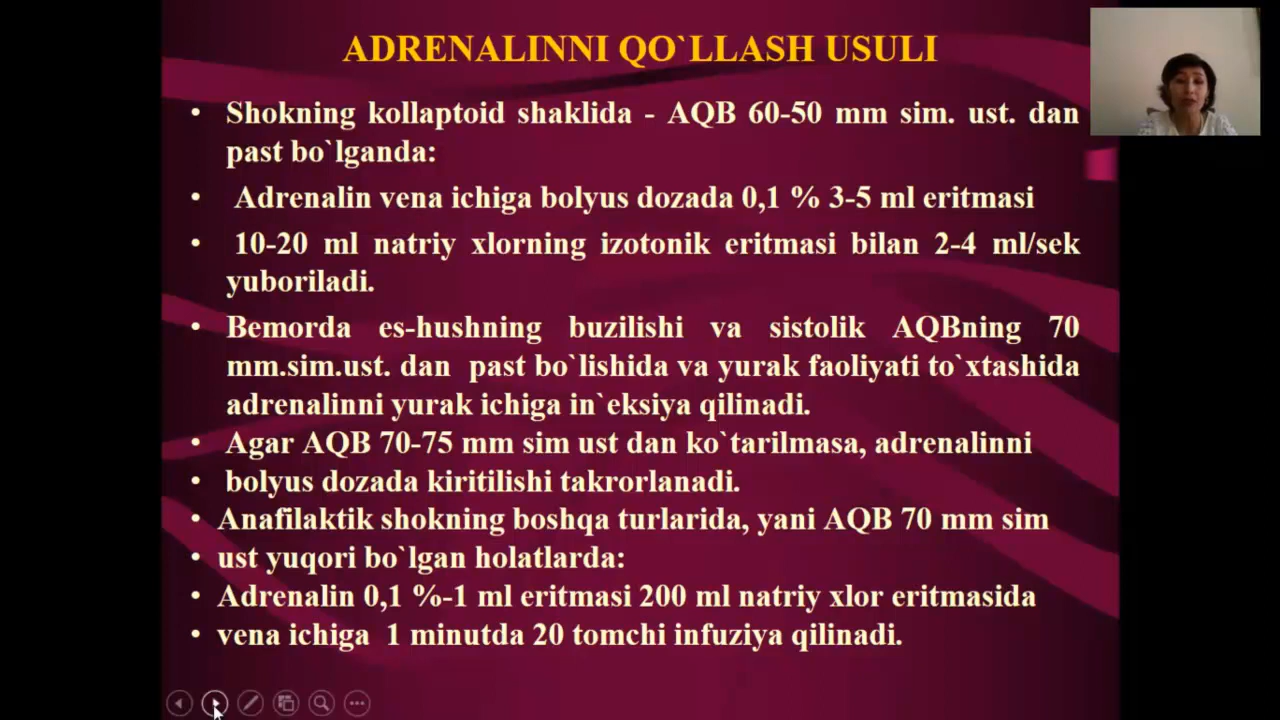 ADRENALINNI QO`LLASH USULI
• Shokning kollaptoid shaklida - AQB 60-50 mm sim. ust. dan
past bo`lganda:
• Adrenalin vena ichiga bolyus dozada 0,1 % 3-5 ml eritmasi
• 10-20 ml natriy xlorning izotonik eritmasi bilan 2-4 ml/sek
yuboriladi.
• Bemorda es-hushning buzilishi va sistolik AQBning 70
mm.sim.ust. dan past bo`lishida va yurak faoliyati to`xtashida
adrenalinni yurak ichiga in`eksiya qilinadi.
• Agar AQB 70-75 mm sim ust dan ko`tarilmasa, adrenalinni
• bolyus dozada kiritilishi takrorlanadi.
• Anafilaktik shokning boshqa turlarida, yani AQB 70 mm sim
• ust yuqori bo`lgan holatlarda:
• Adrenalin 0,1 %-1 ml eritmasi 200 ml natriy xlor eritmasida
• vena ichiga 1 minutda 20 tomchi infuziya qilinadi.